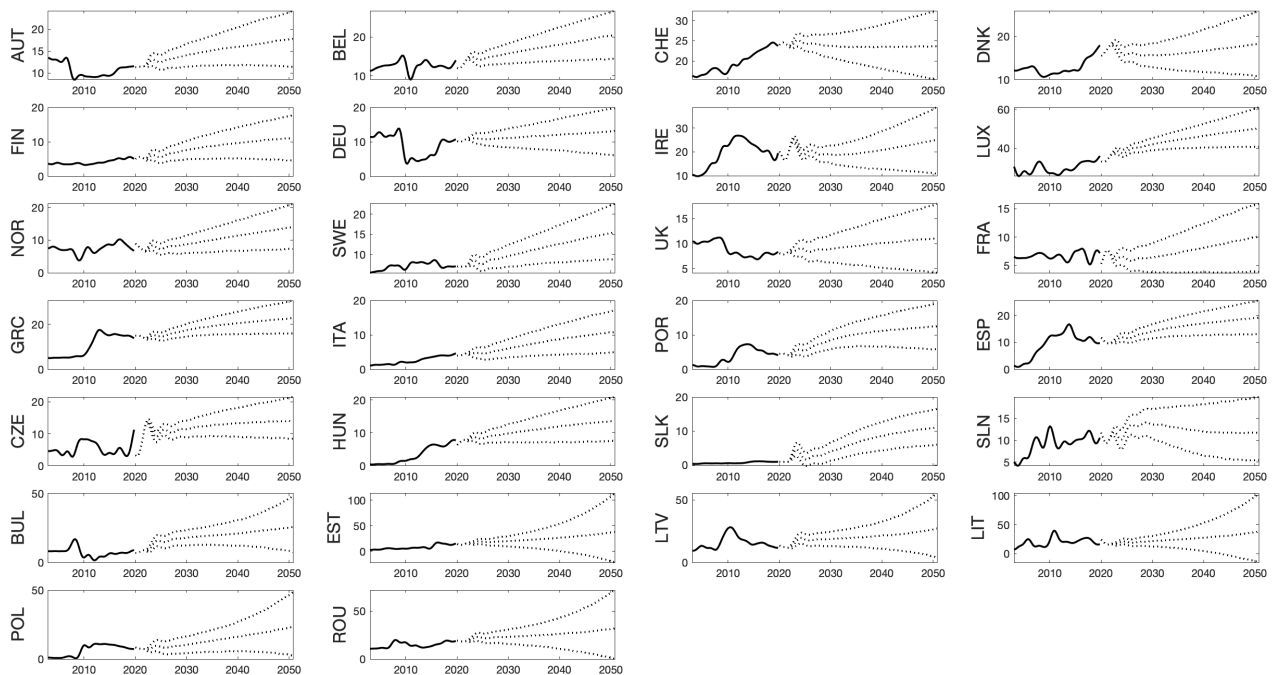 AUT 20 15 10 2010 2020 2030 2040 2050
BEL 20 10 2010 2020 2030 2040 2050
CHE 30 25 20 2010 2020 2030 2040 2050
DNK 20 10 2010 2020 2030 2040 2050
FIN 20 10 0 2010 2020 2030 2040 2050
DEU 20 10 0 2010 2020 2030 2040 2050
IRE 30 20 10 2010 2020 2030 2040 2050
LUX 60 40 2010 2020 2030 2040 2050
NOR 20 10 0 2010 2020 2030 2040 2050
SWE 20 10 2010 2020 2030 2040 2050
UK 15 10 5 2010 2020 2030 2040 2050
FRA 15 10 5 2010 2020 2030 2040 2050
GRC 20 0 2010 2020 2030 2040 2050
ITA 20 10 0 2010 2020 2030 2040 2050
POR 20 10 0 2010 2020 2030 2040 2050
ESP 20 10 0 2010 2020 2030 2040 2050
CZE 20 10 0 2010 2020 2030 2040 2050
HUN 20 10 0 2010 2020 2030 2040 2050
SLK 20 10 0 2010 2020 2030 2040 2050
SLN 15 10 5 2010 2020 2030 2040 2050
BUL 50 0 2010 2020 2030 2040 2050
EST 100 50 0 2010 2020 2030 2040 2050
LTV 50 0 2010 2020 2030 2040 2050
LIT 100 50 0 2010 2020 2030 2040 2050
POL 50 0 2010 2020 2030 2040 2050
ROU 50 0 2010 2020 2030 2040 2050